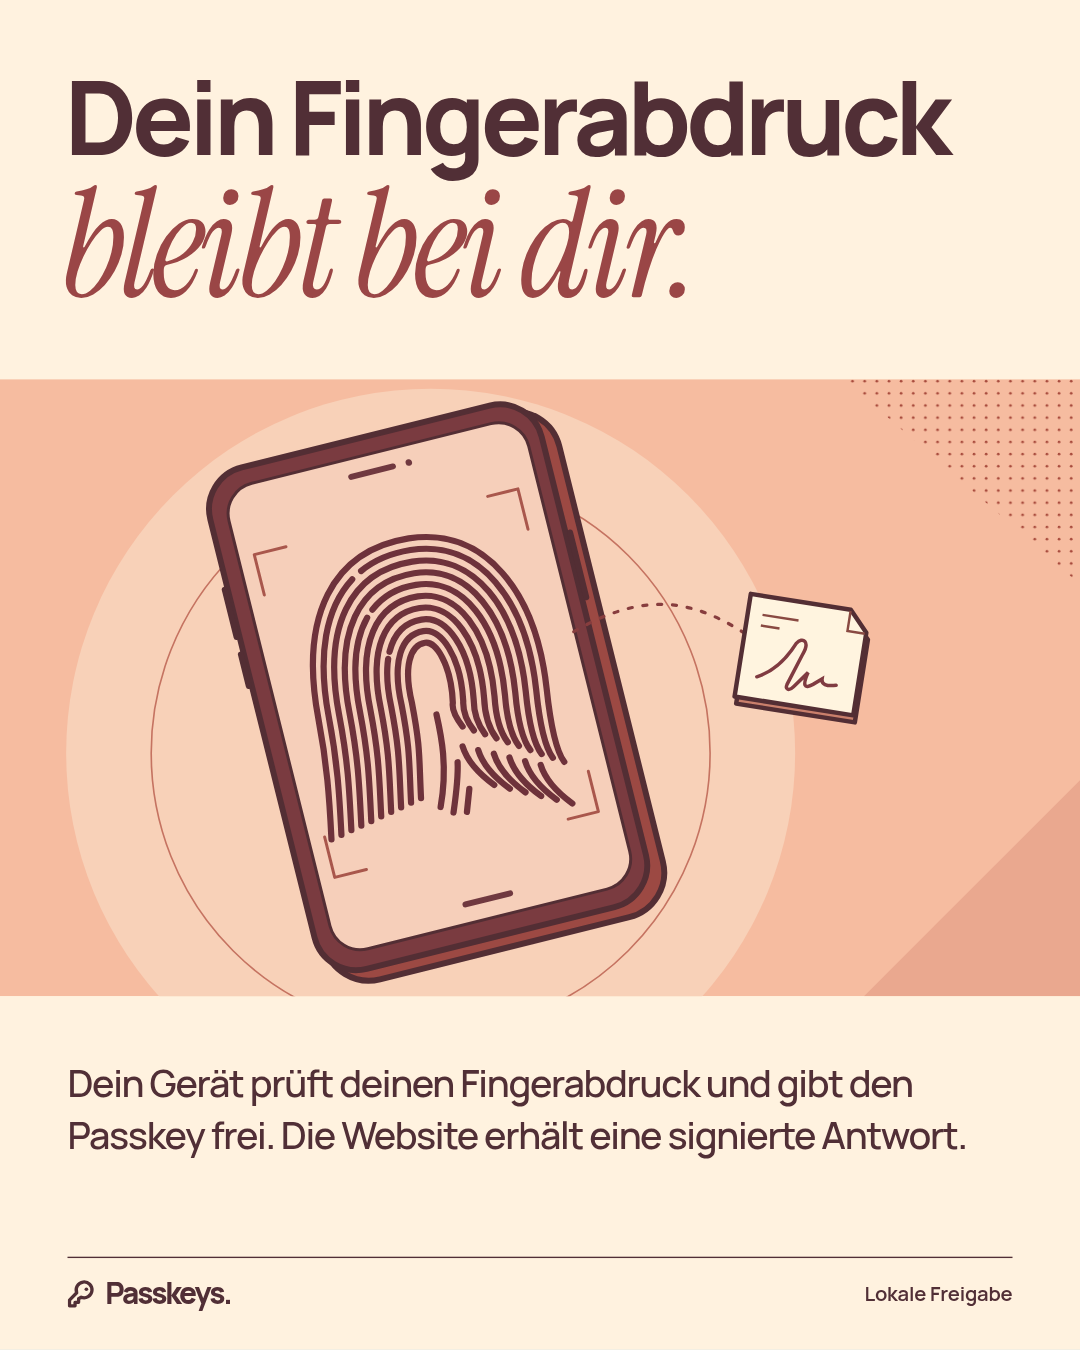 Dein Fingerabdruck
bleibt bei dir.
Dein Gerät prüft deinen Fingerabdruck und gibt den
Passkey frei. Die Website erhält eine signierte Antwort.
Passkeys.
Lokale Freigabe